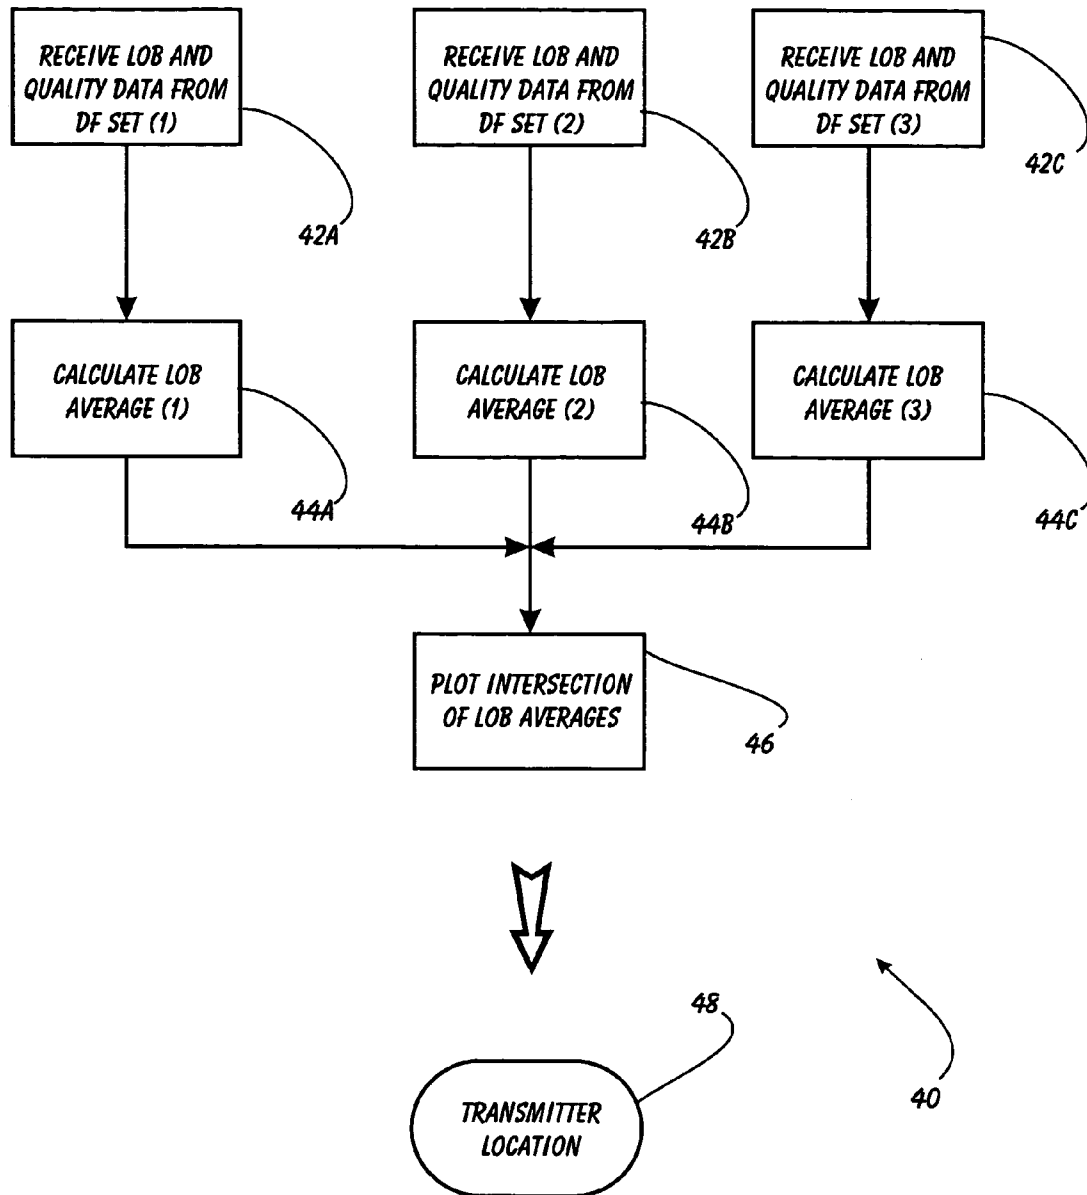 RECEIVE LOB AND
QUALITY DATA FROM
DF SET (1)
RECEIVE LOB AND
QUALITY DATA FROM
DF SET (2)
RECEIVE LOB AND
QUALITY DATA FROM
DF SET (3)
42A
42B
42C
CALCULATE LOB
AVERAGE (1)
CALCULATE LOB
AVERAGE (2)
CALCULATE LOB
AVERAGE (3)
44A
44B
44C
PLOT INTERSECTION
OF LOB AVERAGES
46
48
TRANSMITTER
LOCATION
40